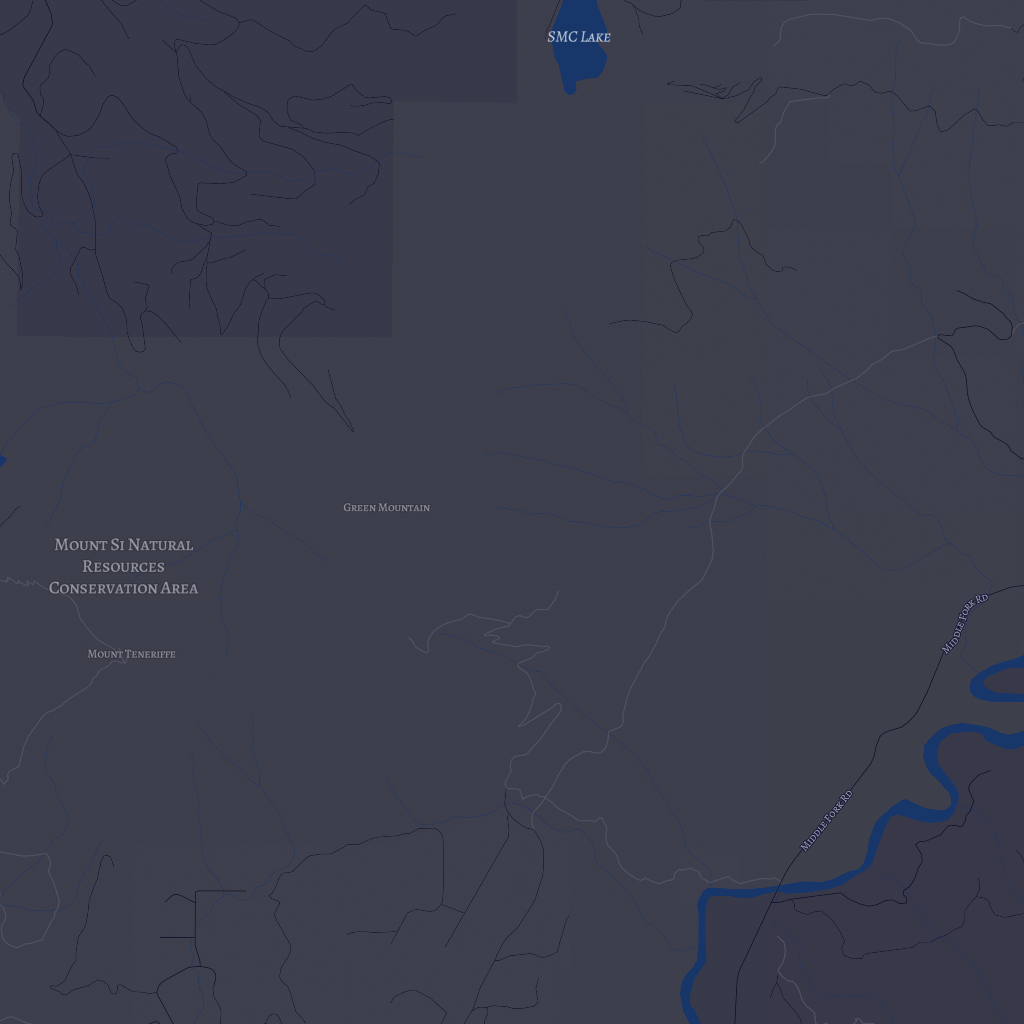 SMC Lake
Green Mountain
Mount Si Natural
Resources
Conservation Area
Middle Fork Rd
Mount Teneriffe
Middle Fork Rd